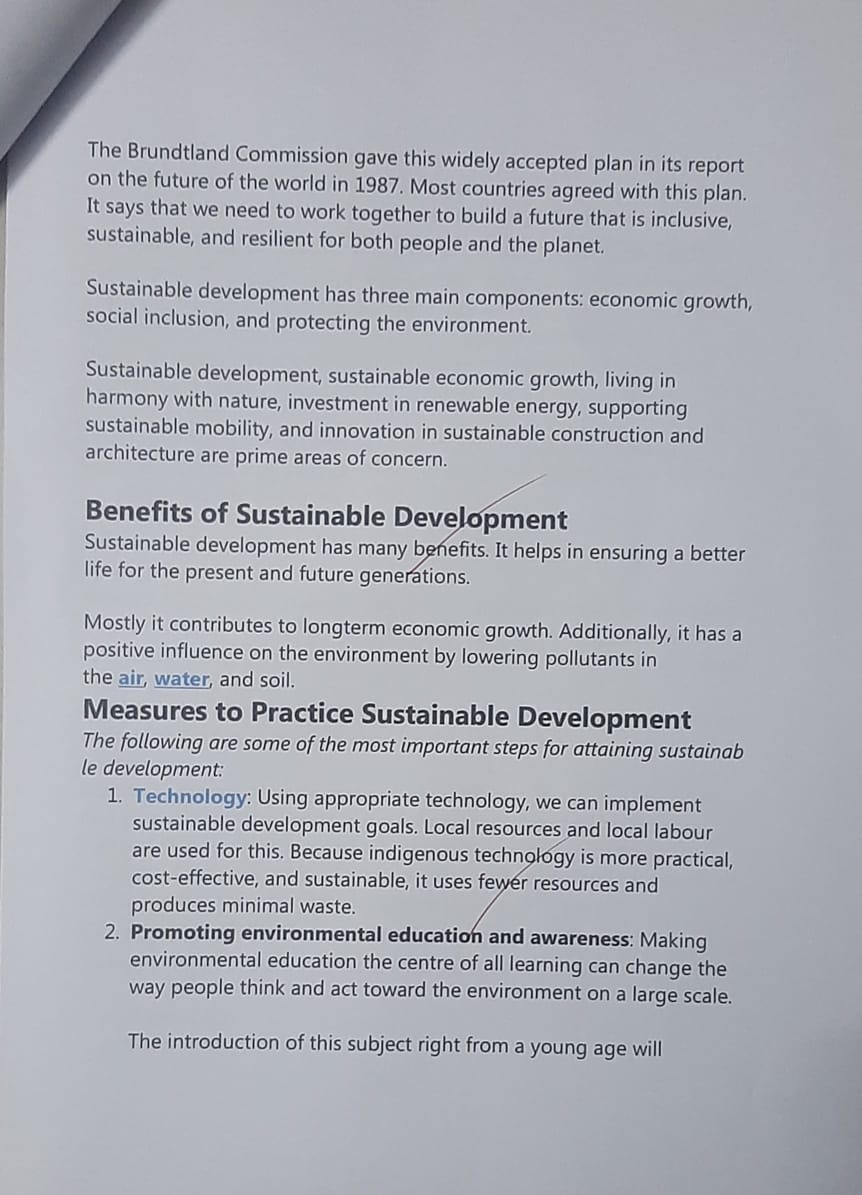 The Brundtland Commission gave this widely accepted plan in its report
on the future of the world in 1987. Most countries agreed with this plan.
It says that we need to work together to build a future that is inclusive,
sustainable, and resilient for both people and the planet.
Sustainable development has three main components: economic growth,
social inclusion, and protecting the environment.
Sustainable development, sustainable economic growth, living in
harmony with nature, investment in renewable energy, supporting
sustainable mobility, and innovation in sustainable construction and
architecture are prime areas of concern.
Benefits of Sustainable Development
Sustainable development has many benefits. It helps in ensuring a better
life for the present and future generations.
Mostly it contributes to longterm economic growth. Additionally, it has a
positive influence on the environment by lowering pollutants in
the air, water, and soil.
Measures to Practice Sustainable Development
The following are some of the most important steps for attaining sustainab
le development:
1. Technology: Using appropriate technology, we can implement
sustainable development goals. Local resources and local labour
are used for this. Because indigenous technology is more practical,
cost-effective, and sustainable, it uses fewer resources and
produces minimal waste.
2. Promoting environmental education and awareness: Making
environmental education the centre of all learning can change the
way people think and act toward the environment on a large scale.
The introduction of this subject right from a young age will